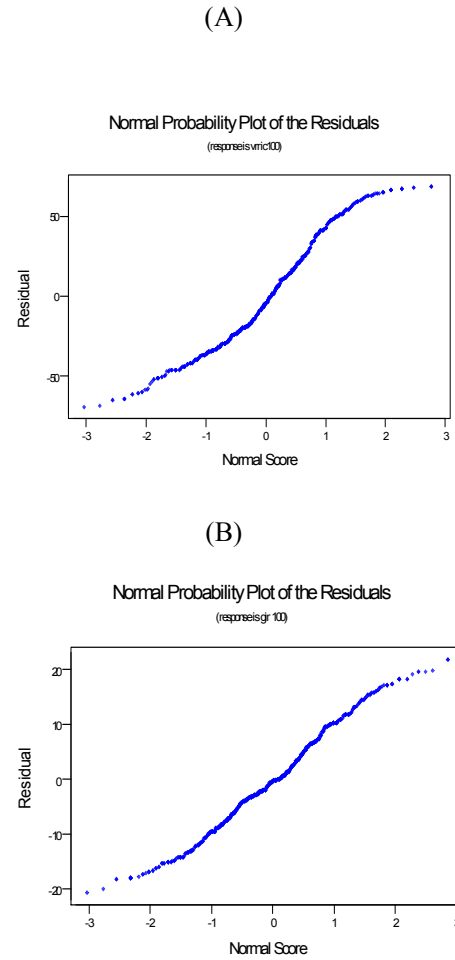 (A)
Normal Probability Plot of the Residuals
(response is vrric100)
50
0
-50
Residual
-3 -2 -1 0 1 2 3
Normal Score
(B)
Normal Probability Plot of the Residuals
(response is gjr 100)
20
10
0
-10
-20
Residual
-3 -2 -1 0 1 2 3
Normal Score